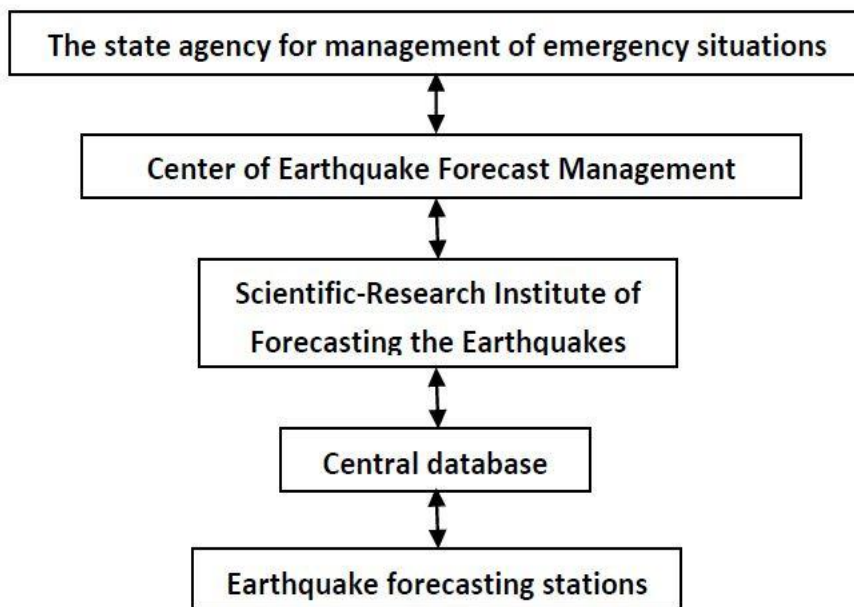 The state agency for management of emergency situations
Center of Earthquake Forecast Management
Scientific-Research Institute of
Forecasting the Earthquakes
Central database
Earthquake forecasting stations